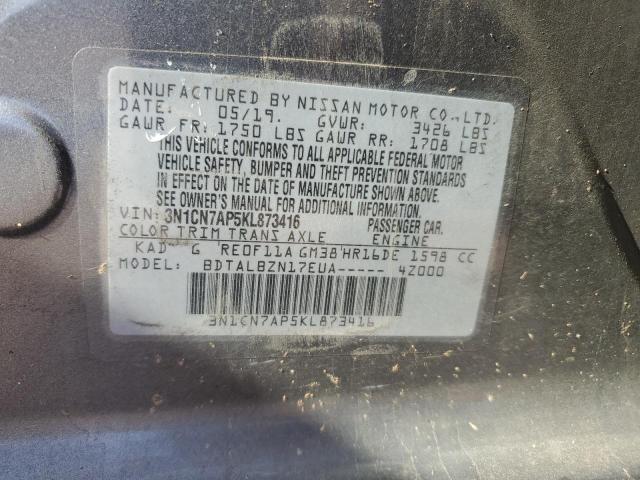 MANUFACTURED BY NISSAN MOTOR CO.,LTD.
DATE: 05/19. GVWR: 3426 LBS
GAWR FR: 1750 LBS GAWR RR: 1708 LBS
THIS VEHICLE CONFORMS TO ALL APPLICABLE FEDERAL MOTOR
VEHICLE SAFETY, BUMPER AND THEFT PREVENTION STANDARDS
IN EFFECT ON THE DATE OF MANUFACTURE SHOWN ABOVE.
SEE OWNER'S MANUAL FOR ADDITIONAL INFORMATION
VIN: 3N1CN7AP5KL873416 PASSENGER CAR.
COLOR TRIM TRANS AXLE ENGINE
KAD G RE0F11A GM38 HR16DE 1598 CC
MODEL: BDTALBZN17EUA----- 4Z000
3N1CN7AP5KL873416